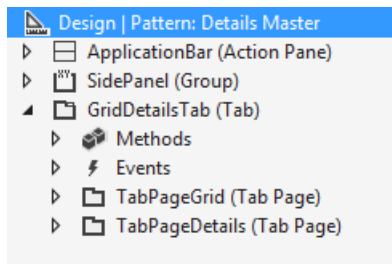 Design | Pattern: Details Master
ApplicationBar (Action Pane)
SidePanel (Group)
GridDetailsTab (Tab)
Methods
Events
TabPageGrid (Tab Page)
TabPageDetails (Tab Page)